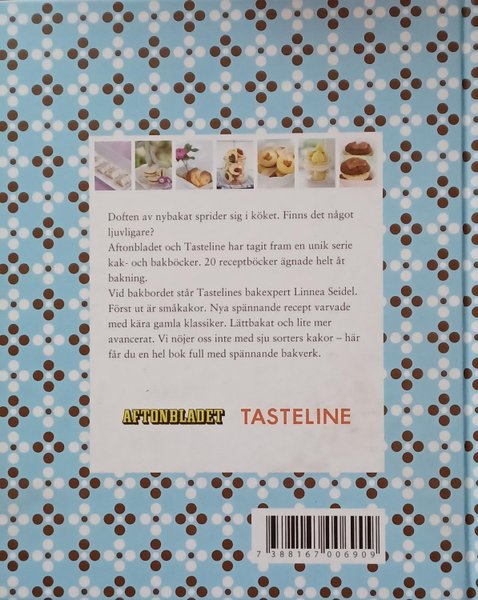 Doften av nybakat sprider sig i köket. Finns det något
ljuvligare?
Aftonbladet och Tasteline har tagit fram en unik serie
kak- och bakböcker. 20 receptböcker ägnade helt åt
bakning.
Vid bakbordet står Tastelines bakexpert Linnea Seidel.
Först ut är småkakor. Nya spännande recept varvade
med kära gamla klassiker. Lättbakat och lite mer
avancerat. Vi nöjer oss inte med sju sorters kakor – här
får du en hel bok full med spännande bakverk.
AFTONBLADET TASTELINE
7 388167 006909